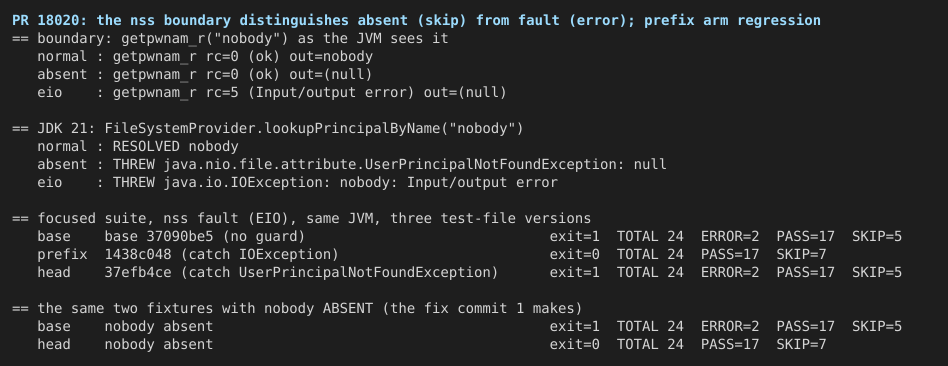 PR 18020: the nss boundary distinguishes absent (skip) from fault (error); prefix arm regression
== boundary: getpwnam_r("nobody") as the JVM sees it
normal : getpwnam_r rc=0 (ok) out=nobody
absent : getpwnam_r rc=0 (ok) out=(null)
eio    : getpwnam_r rc=5 (Input/output error) out=(null)
== JDK 21: FileSystemProvider.lookupPrincipalByName("nobody")
normal : RESOLVED nobody
absent : THREW java.nio.file.attribute.UserPrincipalNotFoundException: null
eio    : THREW java.io.IOException: nobody: Input/output error
== focused suite, nss fault (EIO), same JVM, three test-file versions
base    base 37090be5 (no guard)                             exit=1  TOTAL 24  ERROR=2  PASS=17  SKIP=5
prefix  1438c048 (catch IOException)                         exit=0  TOTAL 24  PASS=17  SKIP=7
head    37efb4ce (catch UserPrincipalNotFoundException)      exit=1  TOTAL 24  ERROR=2  PASS=17  SKIP=5
== the same two fixtures with nobody ABSENT (the fix commit 1 makes)
base    nobody absent                                        exit=1  TOTAL 24  ERROR=2  PASS=17  SKIP=5
head    nobody absent                                        exit=0  TOTAL 24  PASS=17  SKIP=7